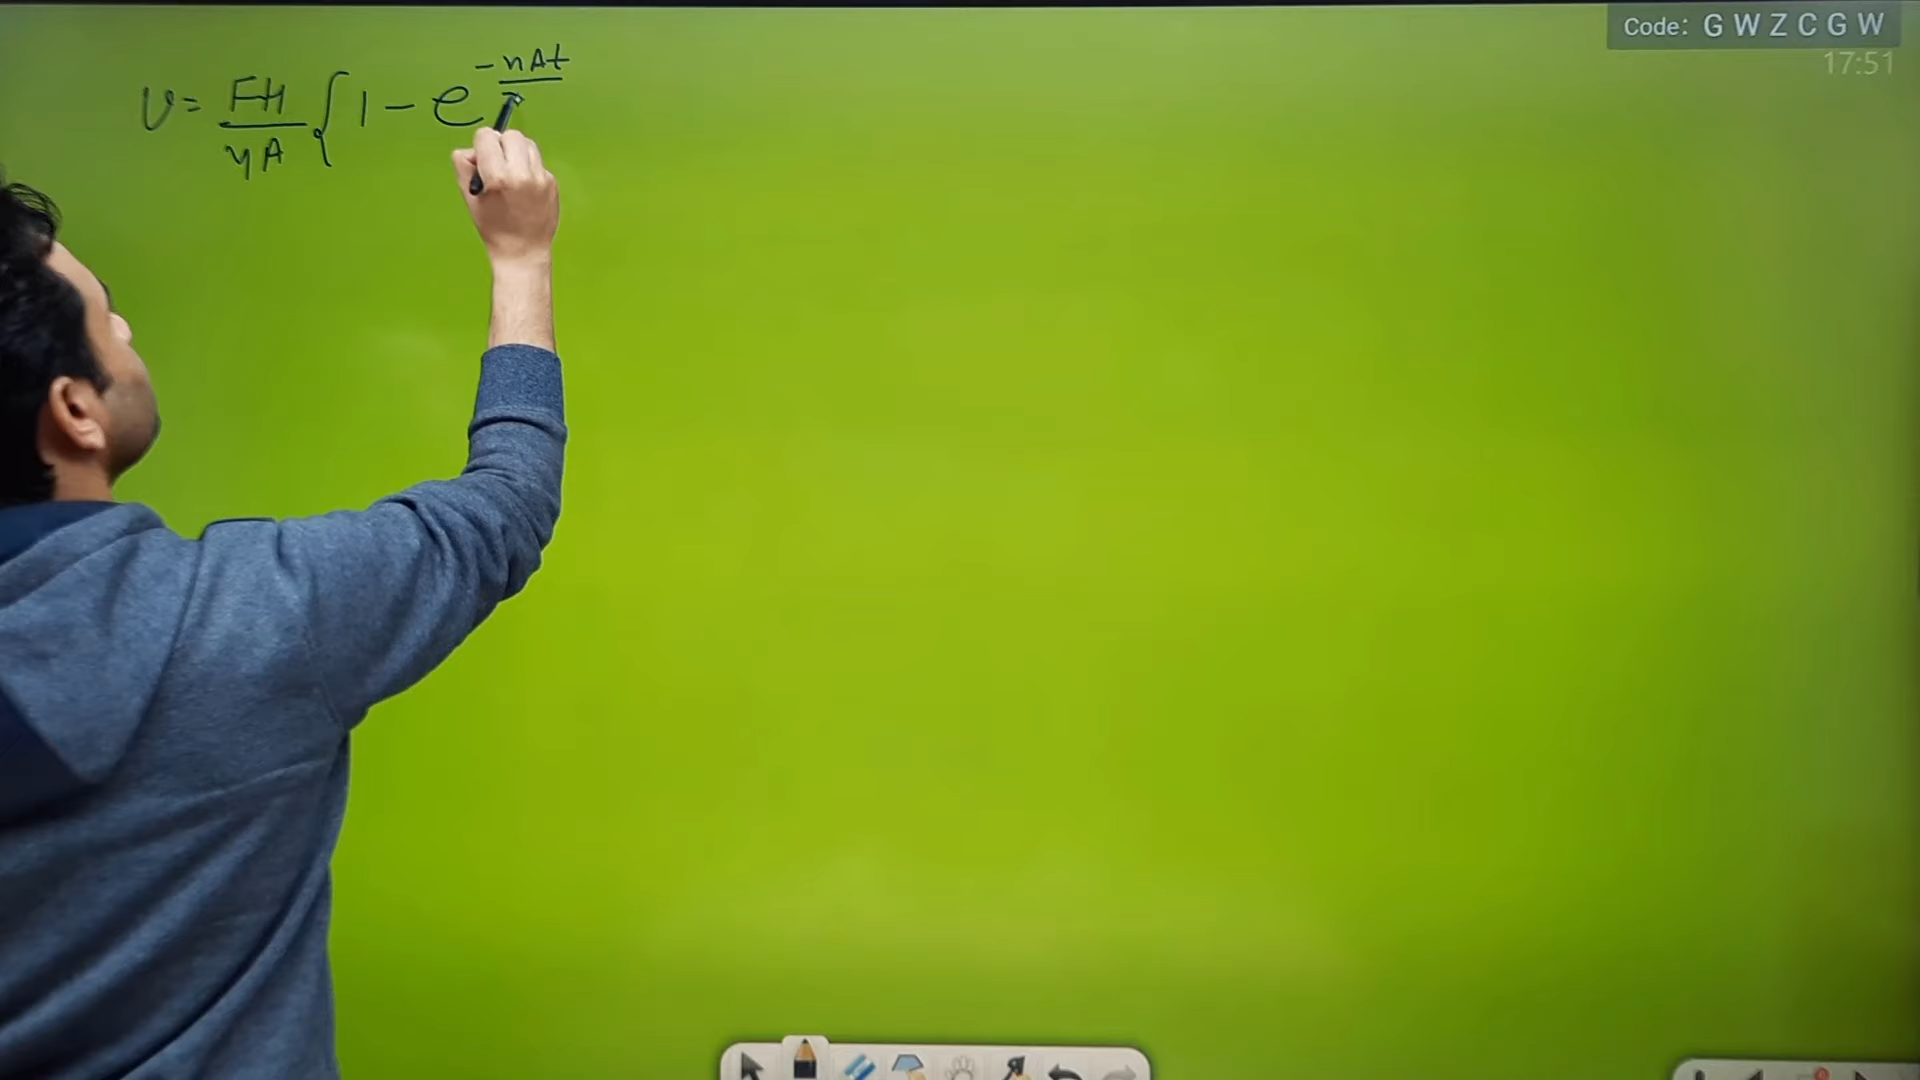 Code: G W Z C G W
17:51
v = FH/ηA { 1 - e^-ηAt/